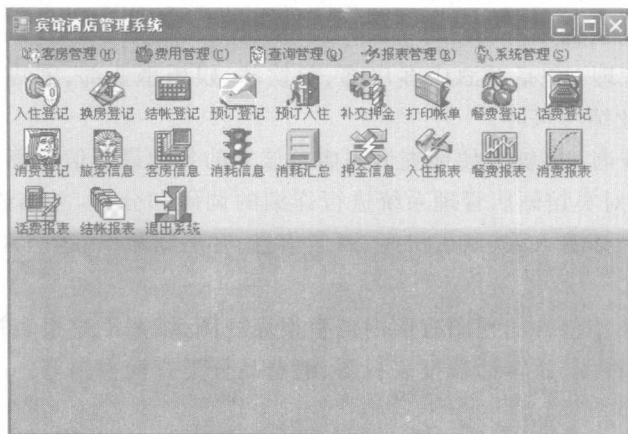 宾馆酒店管理系统
客房管理(H) 费用管理(C) 查询管理(Q) 报表管理(R) 系统管理(S)
入住登记 换房登记 结帐登记 预订登记 预订入住 补交押金 打印帐单 餐费登记 话费登记
消费登记 旅客信息 客房信息 消耗信息 消耗汇总 押金信息 入住报表 餐费报表 消费报表
话费报表 结帐报表 退出系统